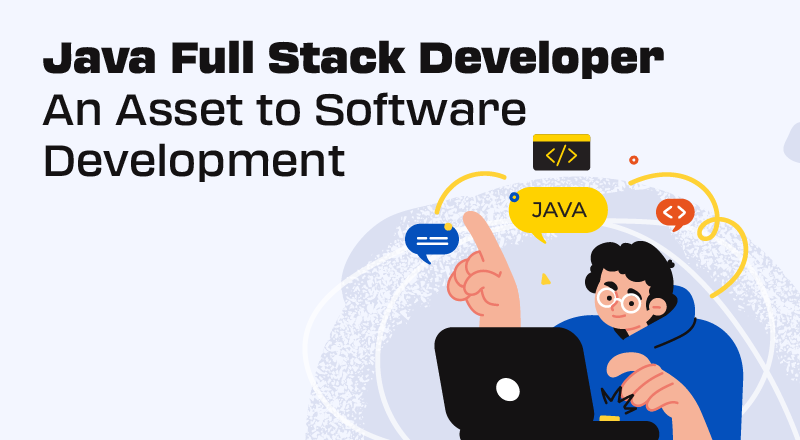 Java Full Stack Developer
An Asset to Software
Development
</>
JAVA
<>